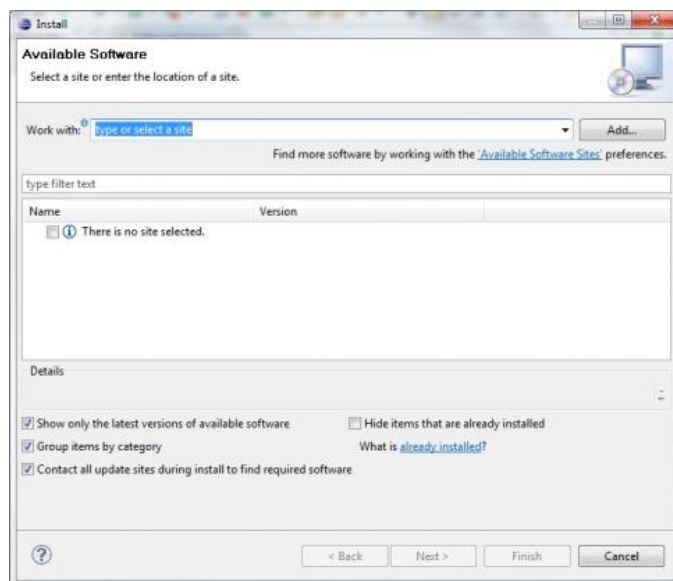 Install
Available Software
Select a site or enter the location of a site.
Work with: type or select a site Add...
Find more software by working with the 'Available Software Sites' preferences.
type filter text
Name Version
There is no site selected.
Details
Show only the latest versions of available software Hide items that are already installed
Group items by category What is already installed?
Contact all update sites during install to find required software
? < Back Next > Finish Cancel